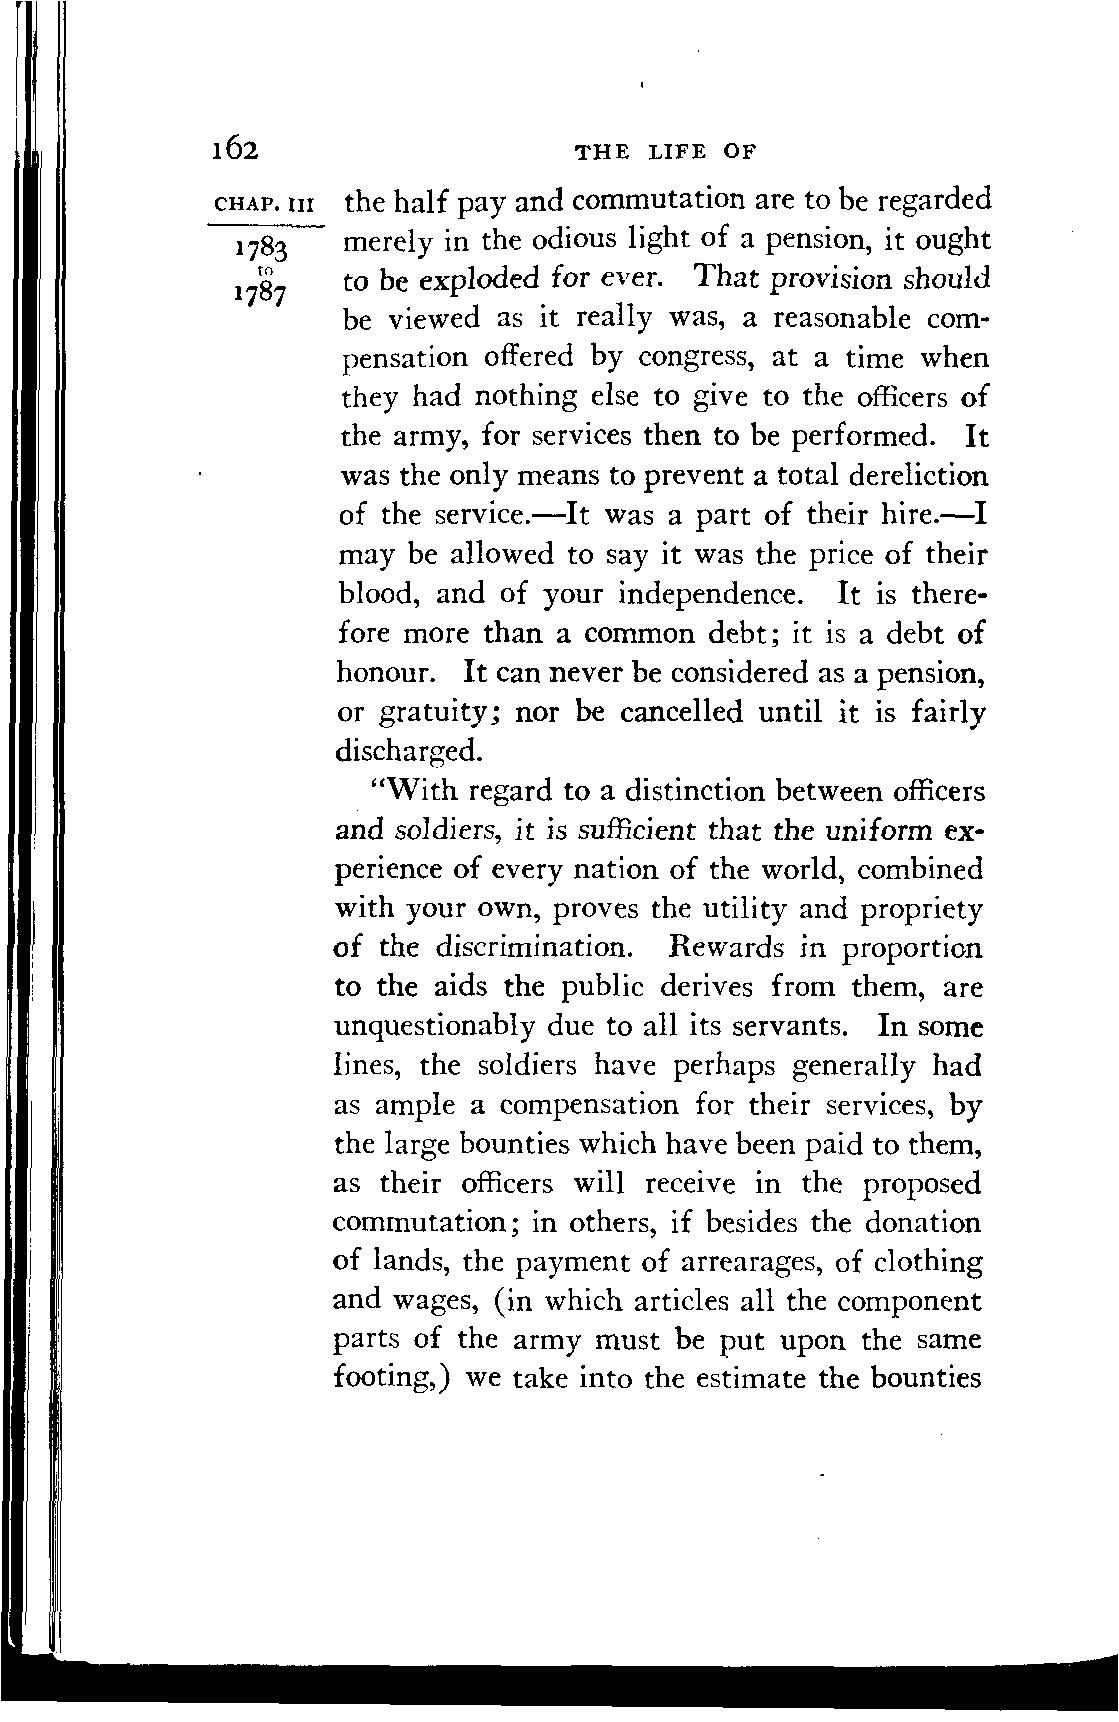 162 THE LIFE OF
CHAP. III the half pay and commutation are to be regarded
1783 merely in the odious light of a pension, it ought
to
1787 to be exploded for ever. That provision should
be viewed as it really was, a reasonable com-
pensation offered by congress, at a time when
they had nothing else to give to the officers of
the army, for services then to be performed. It
was the only means to prevent a total dereliction
of the service.—It was a part of their hire.—I
may be allowed to say it was the price of their
blood, and of your independence. It is there-
fore more than a common debt; it is a debt of
honour. It can never be considered as a pension,
or gratuity; nor be cancelled until it is fairly
discharged.
"With regard to a distinction between officers
and soldiers, it is sufficient that the uniform ex-
perience of every nation of the world, combined
with your own, proves the utility and propriety
of the discrimination. Rewards in proportion
to the aids the public derives from them, are
unquestionably due to all its servants. In some
lines, the soldiers have perhaps generally had
as ample a compensation for their services, by
the large bounties which have been paid to them,
as their officers will receive in the proposed
commutation; in others, if besides the donation
of lands, the payment of arrearages, of clothing
and wages, (in which articles all the component
parts of the army must be put upon the same
footing,) we take into the estimate the bounties